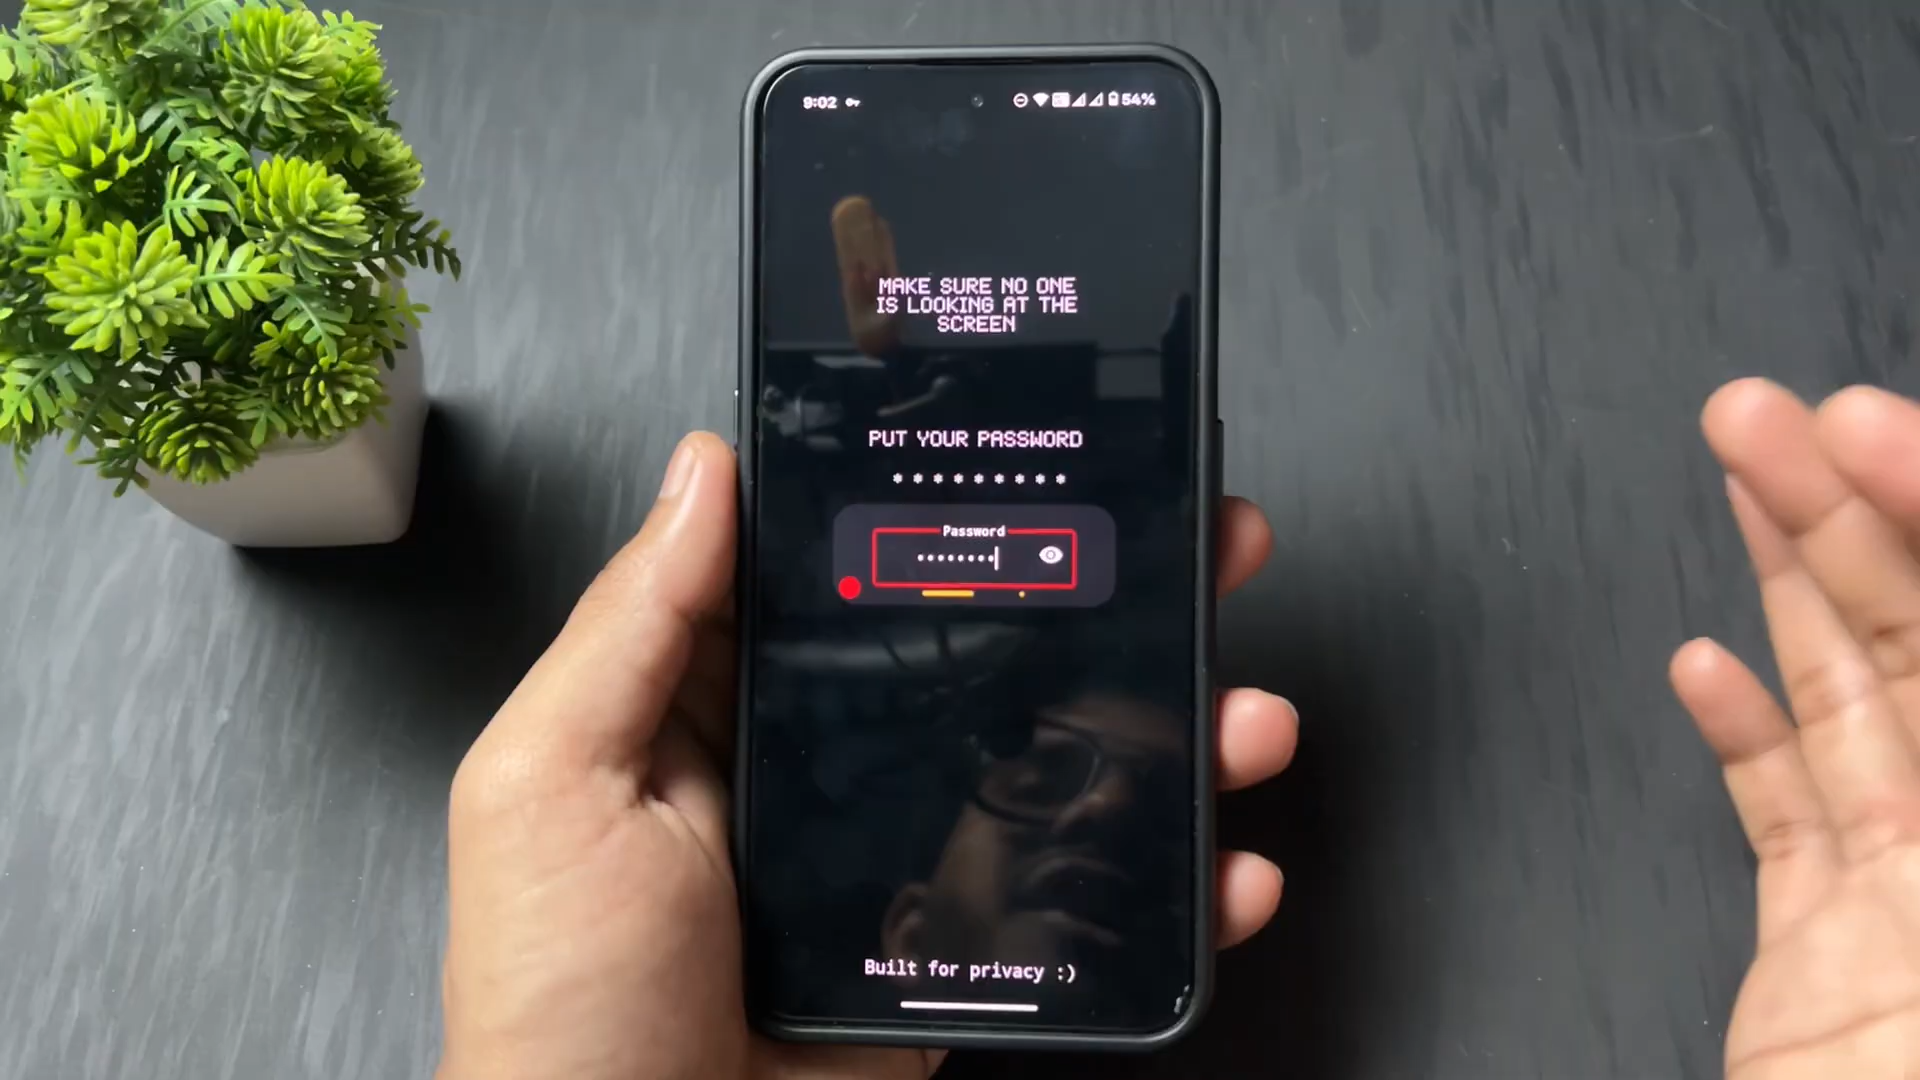 9:02
54%
MAKE SURE NO ONE
IS LOOKING AT THE
SCREEN
PUT YOUR PASSWORD
* * * * * * * * *
Password
••••••••
Built for privacy :)